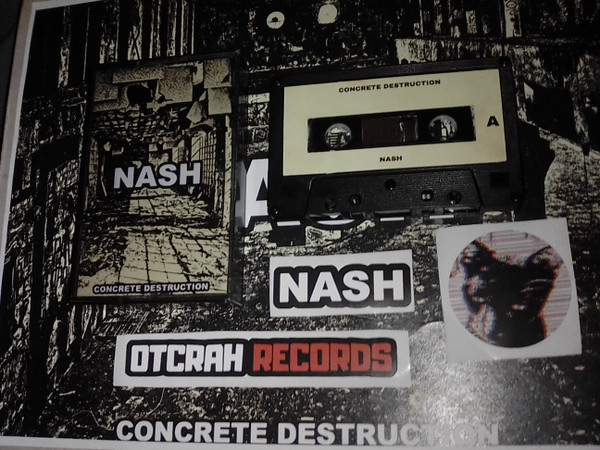 NASH
CONCRETE DESTRUCTION
CONCRETE DESTRUCTION
A
NASH
NASH
OTCRAH RECORDS
CONCRETE DESTRUCTION